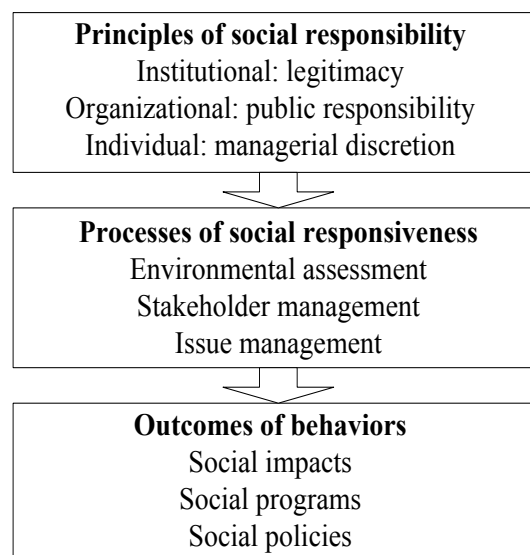 Principles of social responsibility
Institutional: legitimacy
Organizational: public responsibility
Individual: managerial discretion
Processes of social responsiveness
Environmental assessment
Stakeholder management
Issue management
Outcomes of behaviors
Social impacts
Social programs
Social policies